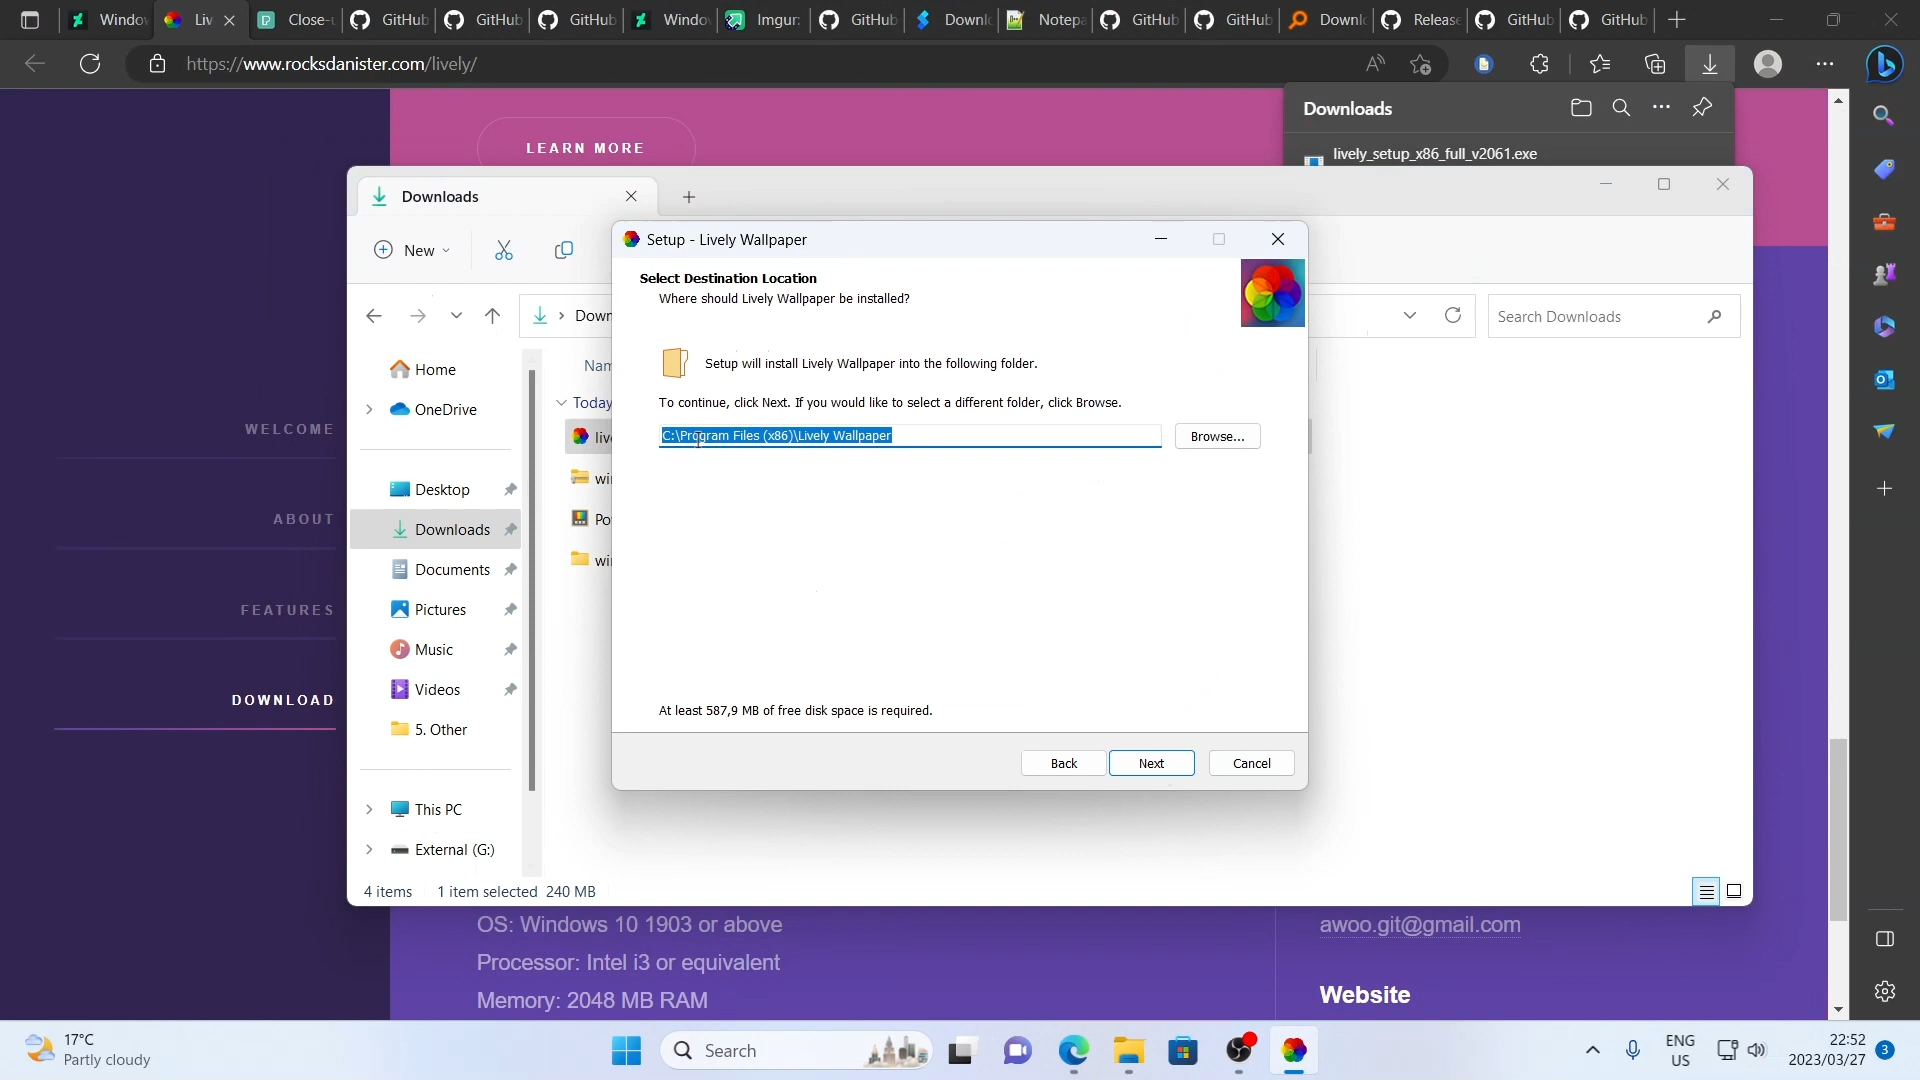 Windo
Liv
Close-u
GitHub
GitHub
GitHub
Windo
Imgur:
GitHub
Downl
Notepa
GitHub
GitHub
Downl
Release
GitHub
GitHub
https://www.rocksdanister.com/lively/
LEARN MORE
Downloads
lively_setup_x86_full_v2061.exe
Downloads
New
Setup - Lively Wallpaper
Select Destination Location
Where should Lively Wallpaper be installed?
Search Downloads
Home
OneDrive
Today
Setup will install Lively Wallpaper into the following folder.
To continue, click Next. If you would like to select a different folder, click Browse.
C:\Program Files (x86)\Lively Wallpaper
Browse...
WELCOME
ABOUT
FEATURES
DOWNLOAD
Desktop
Downloads
Documents
Pictures
Music
Videos
5. Other
This PC
External (G:)
At least 587,9 MB of free disk space is required.
Back
Next
Cancel
4 items
1 item selected 240 MB
OS: Windows 10 1903 or above
Processor: Intel i3 or equivalent
Memory: 2048 MB RAM
awoo.git@gmail.com
Website
17°C
Partly cloudy
Search
ENG
US
22:52
2023/03/27
3